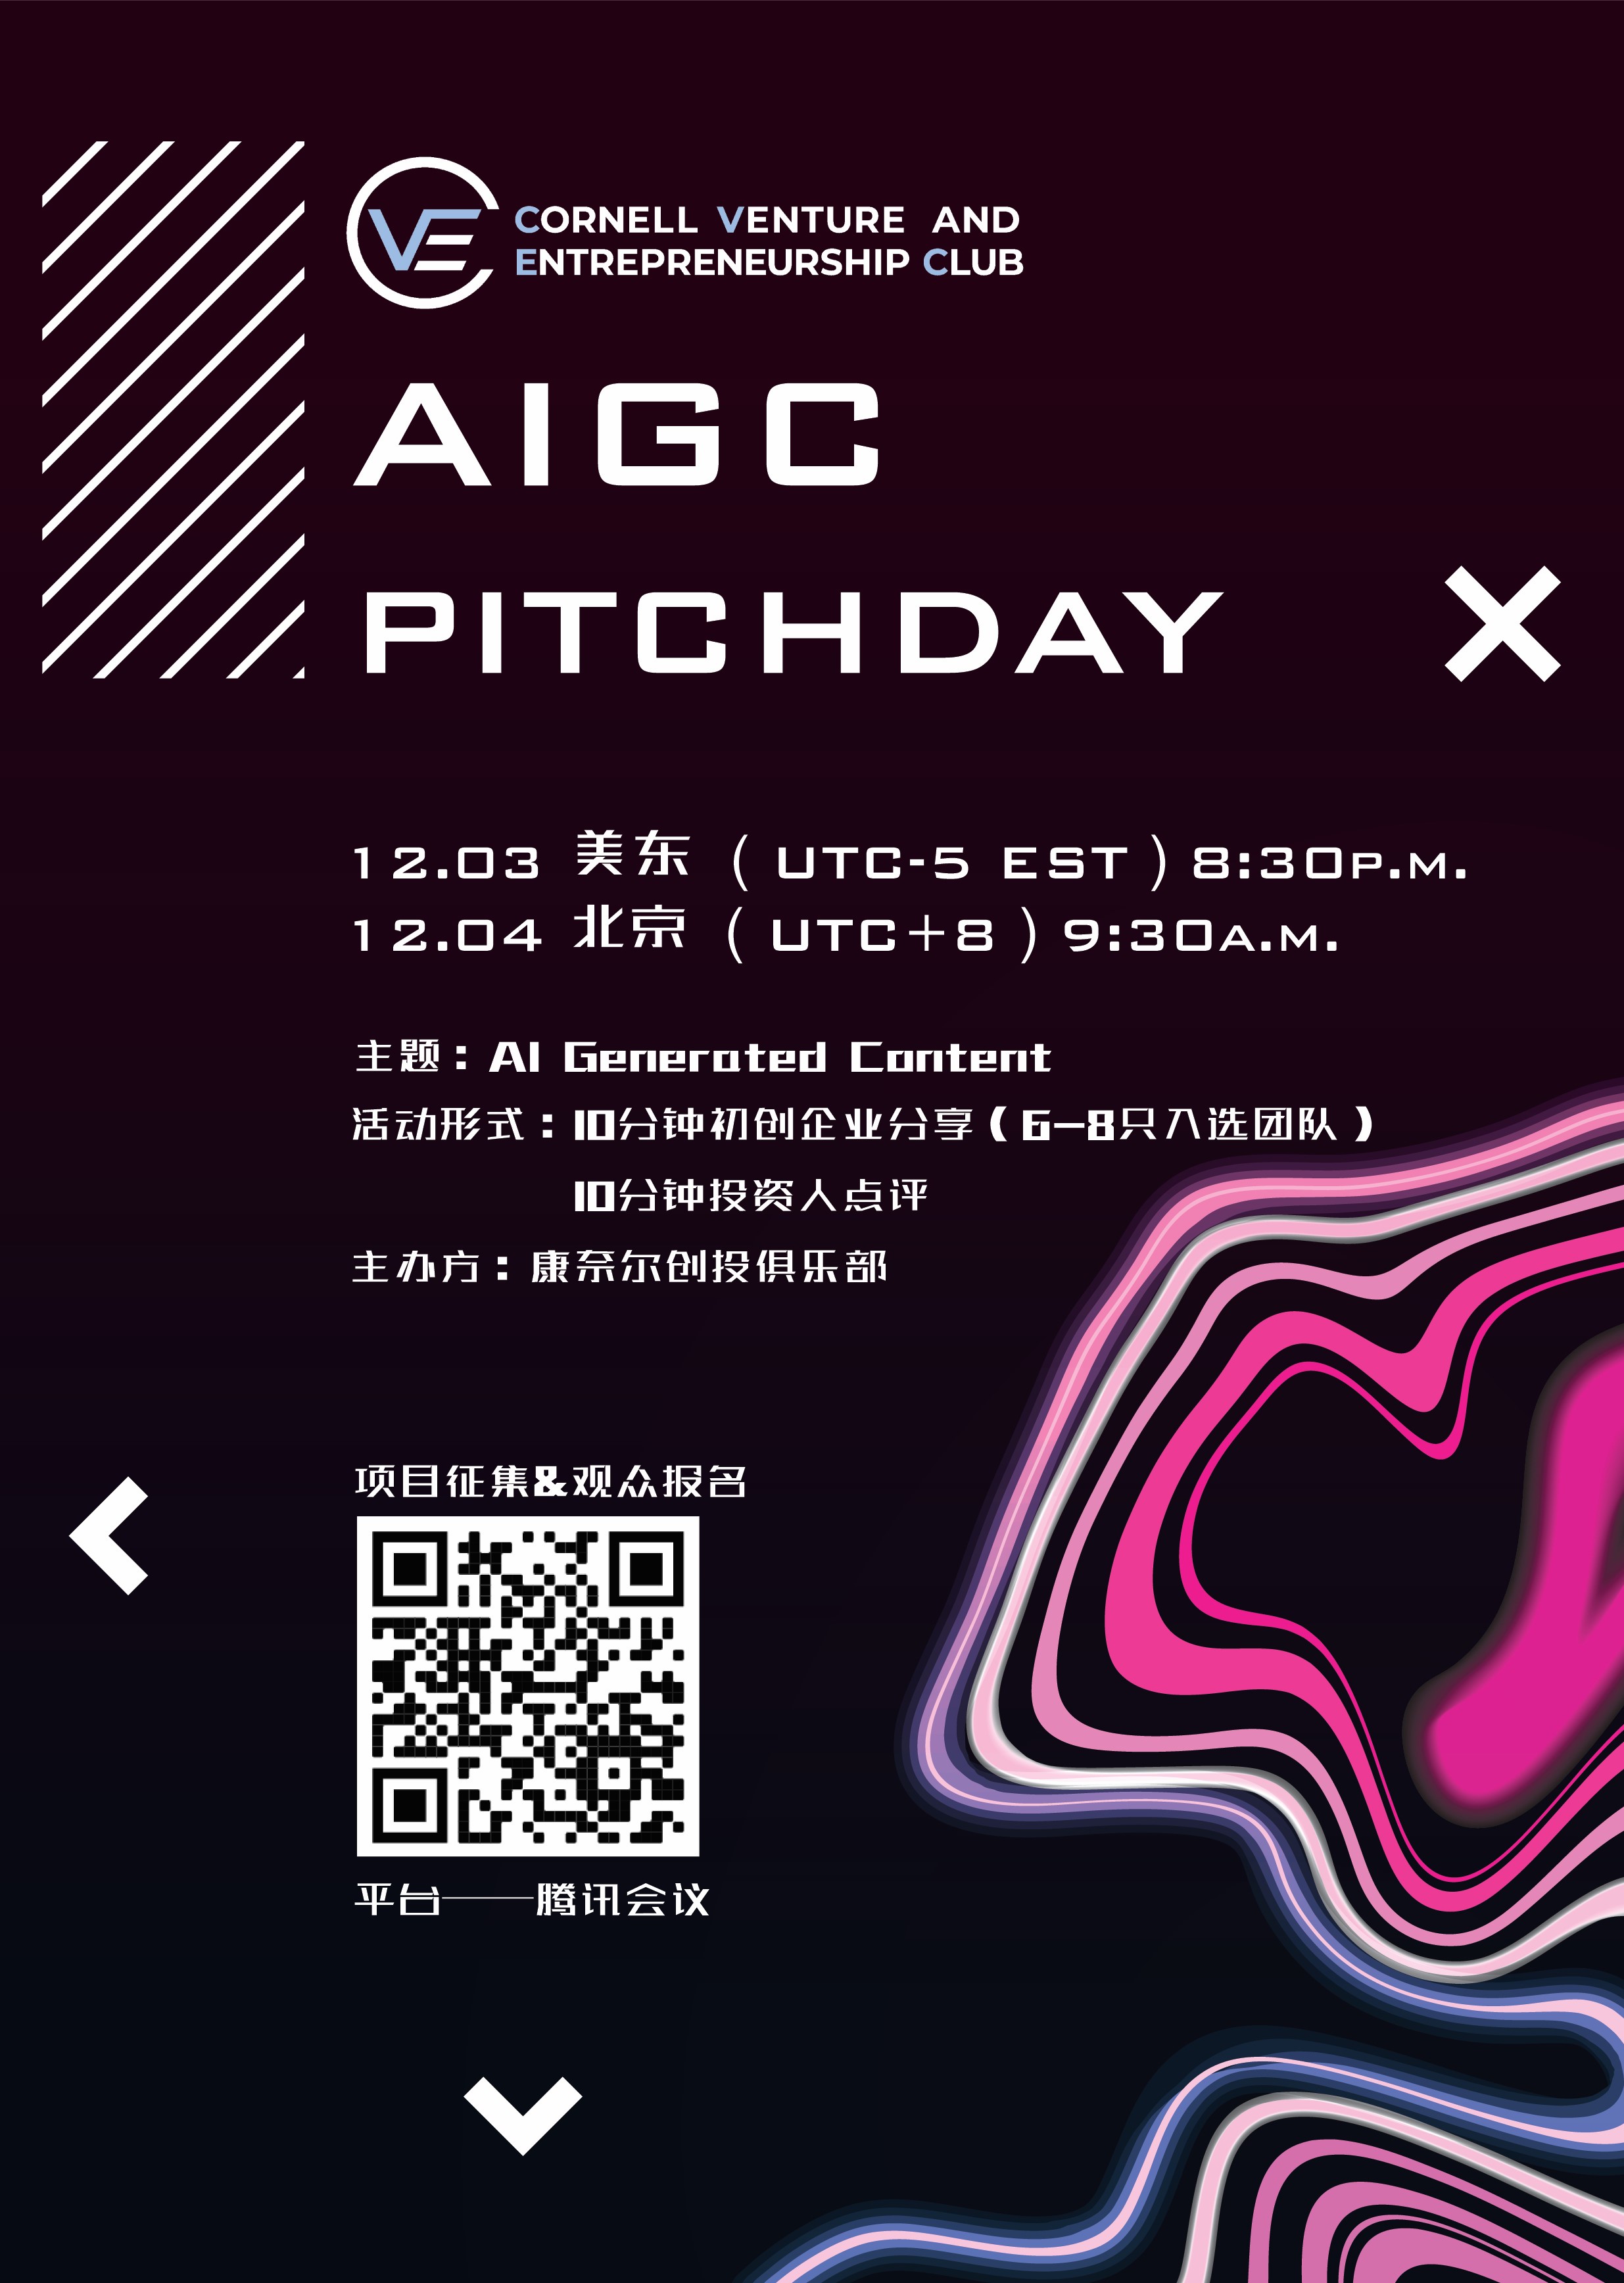 CORNELL VENTURE AND
ENTREPRENEURSHIP CLUB
AIGC
PITCHDAY
12.03 美东 (UTC-5 EST) 8:30P.M.
12.04 北京 (UTC+8) 9:30A.M.
主题：AI Generated Content
活动形式：10分钟初创企业分享（6-8只入选团队）
10分钟投资人点评
主办方：康奈尔创投俱乐部
项目征集&观众报名
平台——腾讯会议